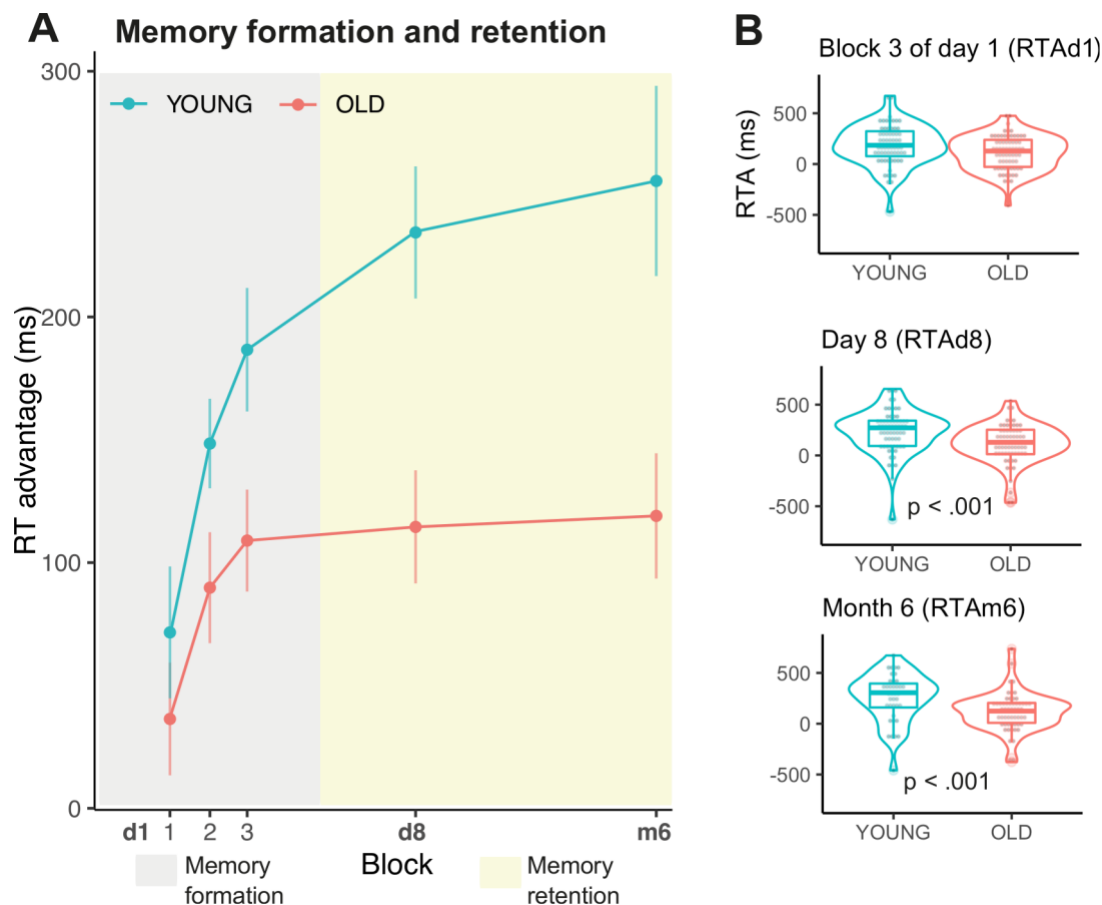 A Memory formation and retention
300
YOUNG OLD
200
100
0
RT advantage (ms)
d1 1 2 3 d8 m6
Block
Memory
formation
Memory
retention
B
Block 3 of day 1 (RTAd1)
RTA (ms)
500
0
-500
YOUNG OLD
Day 8 (RTAd8)
500
0
-500
p < .001
YOUNG OLD
Month 6 (RTAm6)
500
0
-500
p < .001
YOUNG OLD